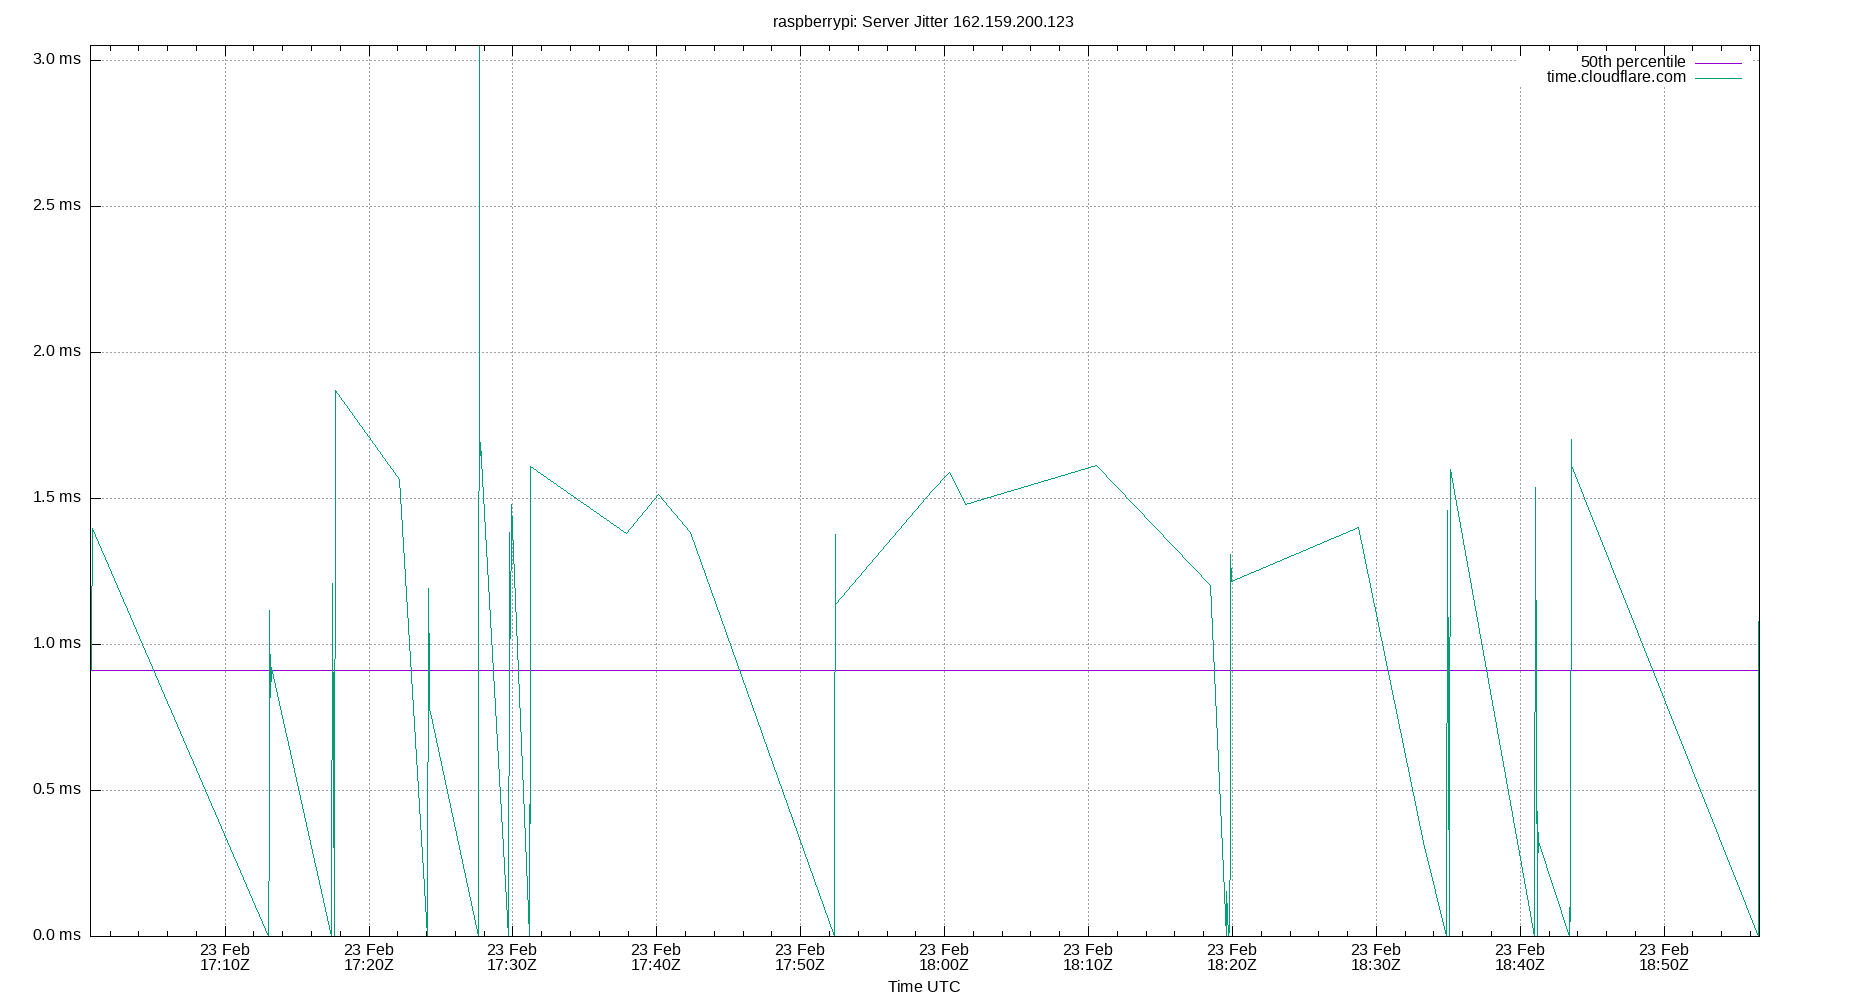 raspberrypi: Server Jitter 162.159.200.123
3.0 ms
2.5 ms
2.0 ms
1.5 ms
1.0 ms
0.5 ms
0.0 ms
50th percentile
time.cloudflare.com
23 Feb
17:10Z
23 Feb
17:20Z
23 Feb
17:30Z
23 Feb
17:40Z
23 Feb
17:50Z
23 Feb
18:00Z
23 Feb
18:10Z
23 Feb
18:20Z
23 Feb
18:30Z
23 Feb
18:40Z
23 Feb
18:50Z
Time UTC